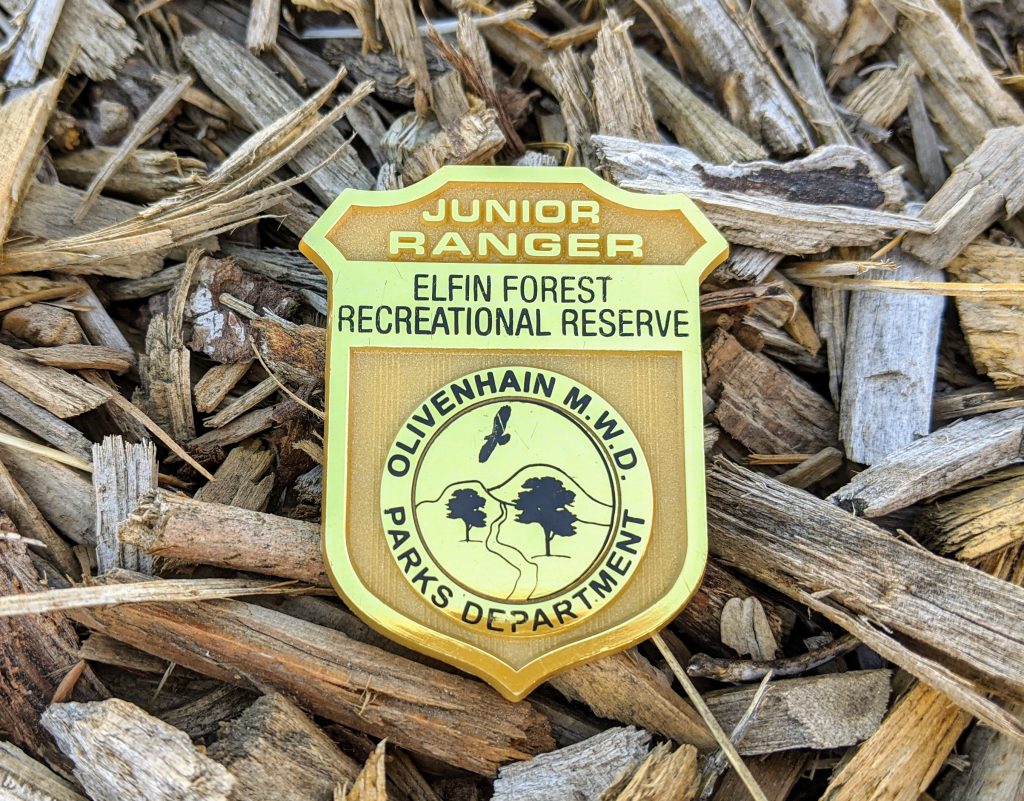 JUNIOR
RANGER
ELFIN FOREST
RECREATIONAL RESERVE
OLIVENHAIN M.W.D.
PARKS DEPARTMENT